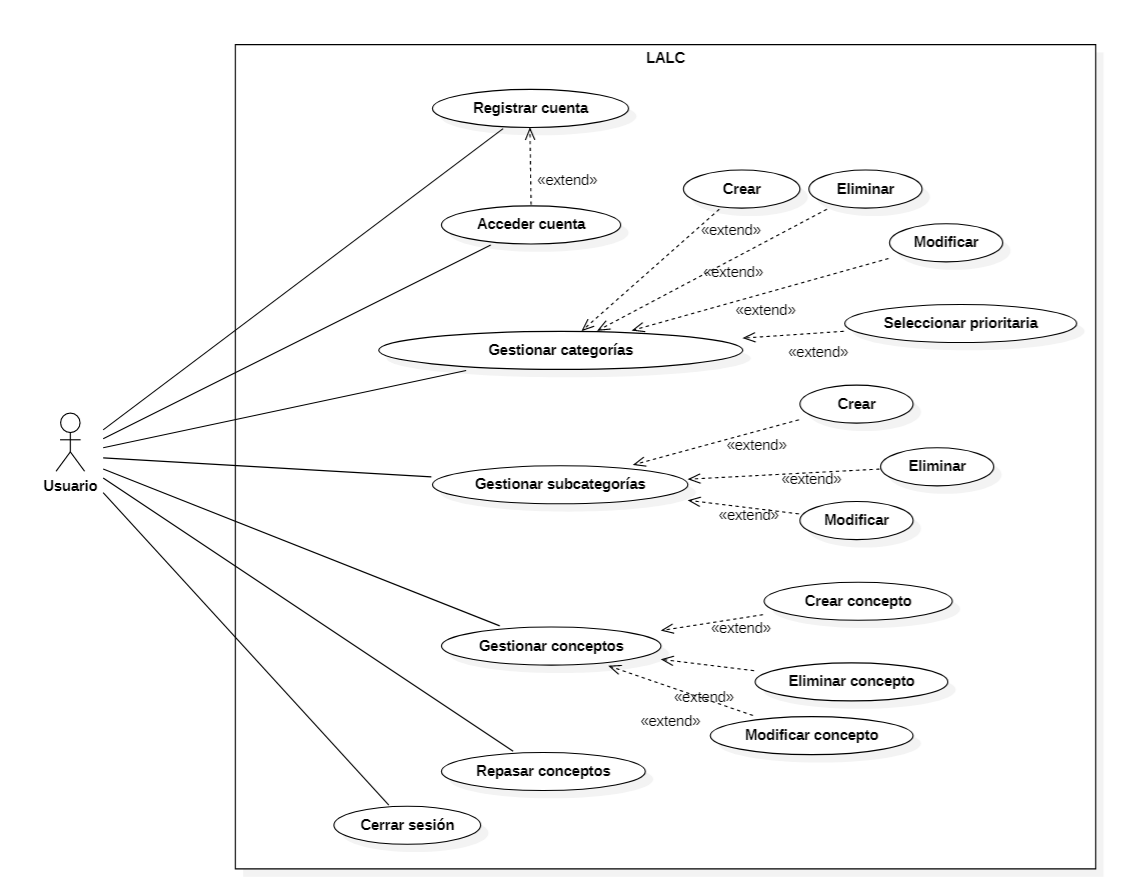 LALC
Registrar cuenta
«extend»
Acceder cuenta
Crear
Eliminar
«extend»
Modificar
«extend»
«extend»
Seleccionar prioritaria
«extend»
Gestionar categorías
Crear
«extend»
Eliminar
«extend»
Gestionar subcategorías
Usuario
«extend»
Modificar
Crear concepto
«extend»
Gestionar conceptos
Eliminar concepto
«extend»
«extend»
Modificar concepto
Repasar conceptos
Cerrar sesión